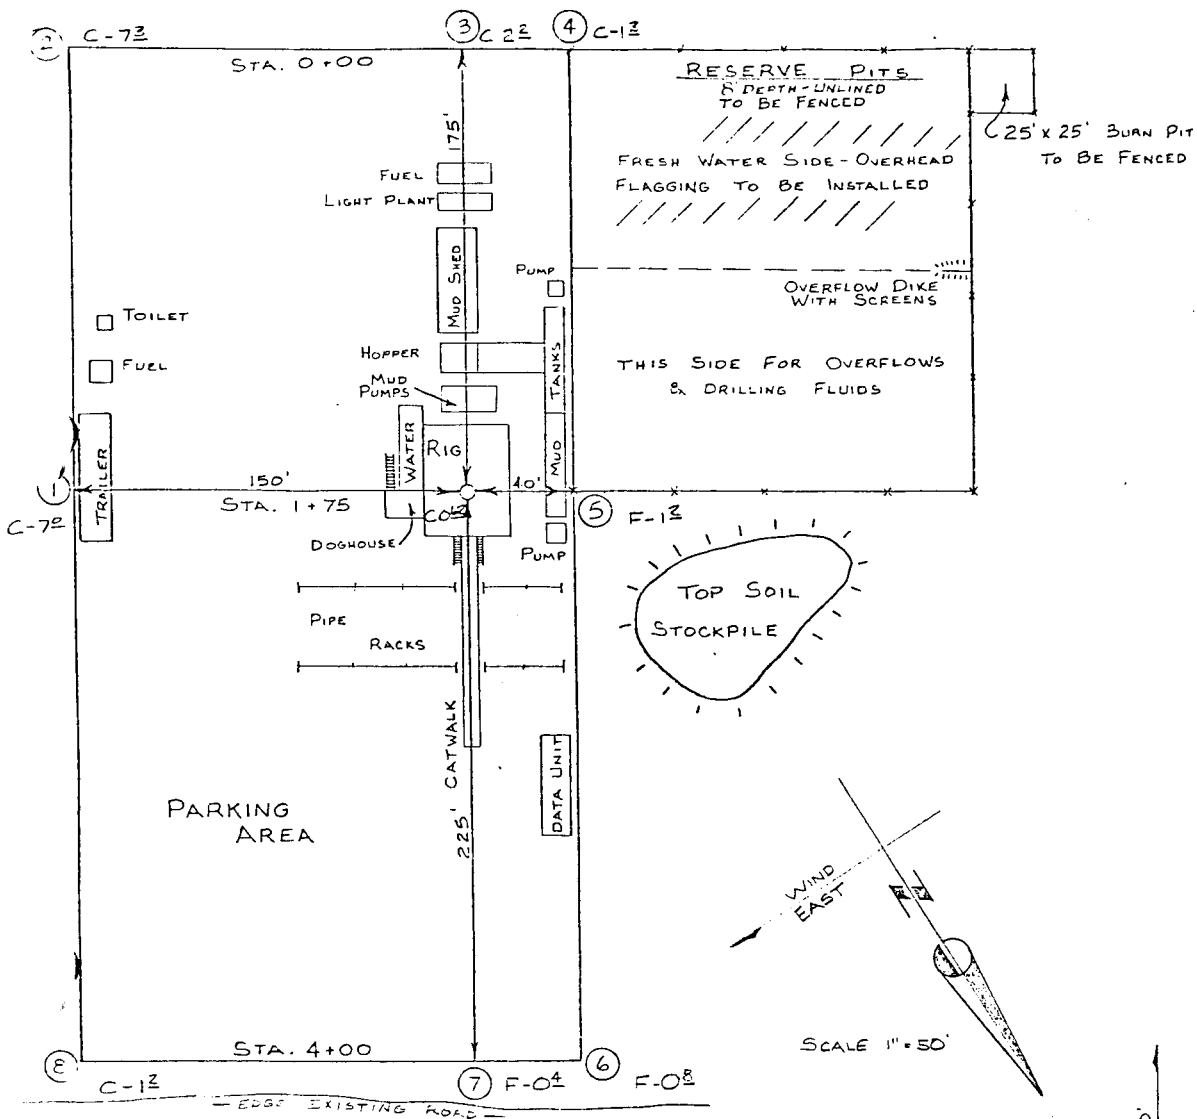 2 C-7³
3 C 2²
4 C-1³
STA. 0+00
RESERVE PITS
8' DEPTH-UNLINED
TO BE FENCED
25' x 25' BURN PIT
TO BE FENCED
175'
FRESH WATER SIDE-OVERHEAD
FLAGGING TO BE INSTALLED
FUEL
LIGHT PLANT
MUD SHED
PUMP
OVERFLOW DIKE
WITH SCREENS
TOILET
FUEL
HOPPER
MUD
PUMPS
TANKS
THIS SIDE FOR OVERFLOWS
& DRILLING FLUIDS
TRAILER
WATER
RIG
MUD
1
150'
40'
C-7⁰
STA. 1+75
5 F-1³
DOGHOUSE
PUMP
PIPE
RACKS
TOP SOIL
STOCKPILE
CATWALK
225'
DATA UNIT
PARKING
AREA
WIND
EAST
N
SCALE 1"=50'
STA. 4+00
8 C-1²
7 F-0⁴
6 F-0⁸
EDGE EXISTING ROAD